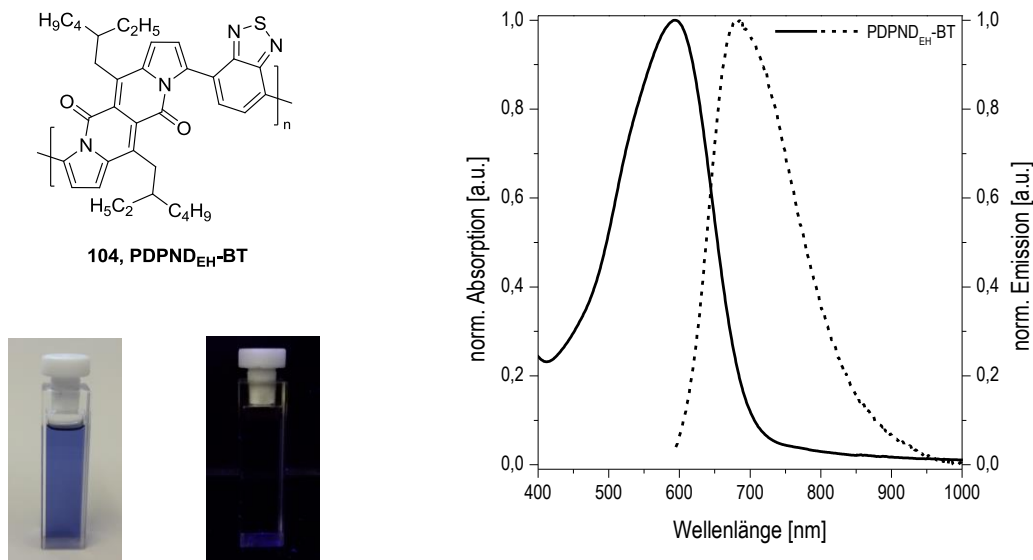 H₉C₄
C₂H₅
N
S
N
O
N
N
O
n
H₅C₂
C₄H₉
104, PDPND_EH-BT
norm. Absorption [a.u.]
1,0
0,8
0,6
0,4
0,2
0,0
PDPND_EH-BT
1,0
0,8
0,6
0,4
0,2
0,0
norm. Emission [a.u.]
400 500 600 700 800 900 1000
Wellenlänge [nm]